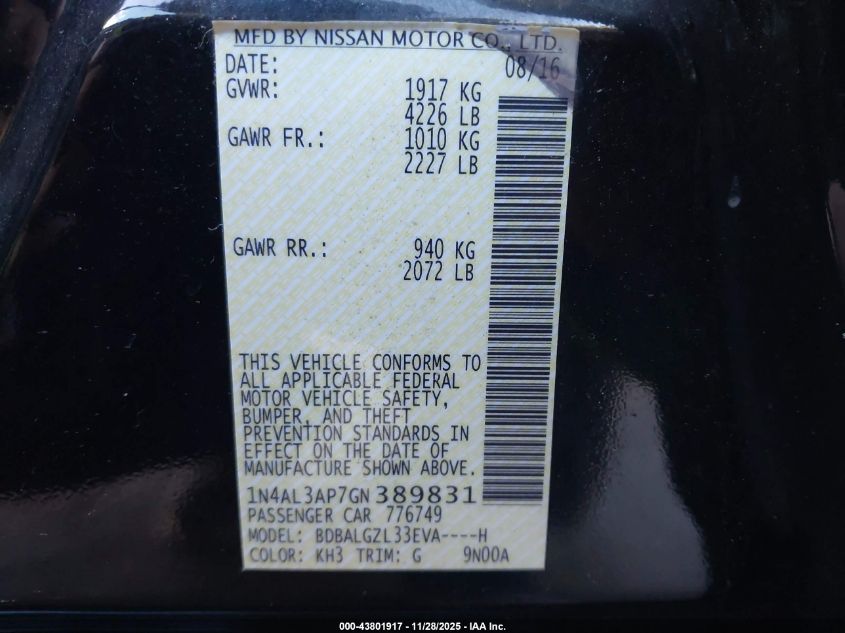 MFD BY NISSAN MOTOR CO., LTD.
DATE: 08/16
GVWR: 1917 KG
4226 LB
GAWR FR.: 1010 KG
2227 LB
GAWR RR.: 940 KG
2072 LB
THIS VEHICLE CONFORMS TO
ALL APPLICABLE FEDERAL
MOTOR VEHICLE SAFETY,
BUMPER, AND THEFT
PREVENTION STANDARDS IN
EFFECT ON THE DATE OF
MANUFACTURE SHOWN ABOVE.
1N4AL3AP7GN389831
PASSENGER CAR 776749
MODEL: BDBALGZL33EVA----H
COLOR: KH3 TRIM: G 9N00A
000-43801917 - 11/28/2025 - IAA Inc.